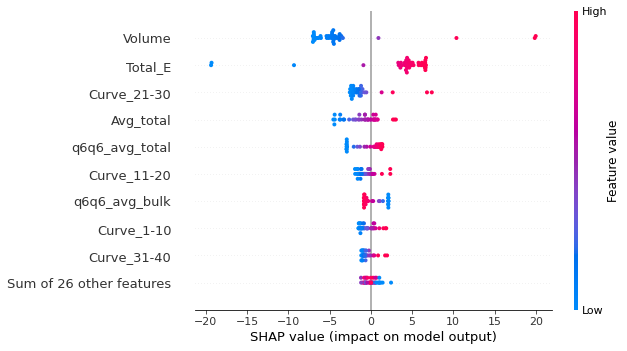 High
Volume
Total_E
Curve_21-30
Avg_total
q6q6_avg_total
Curve_11-20
q6q6_avg_bulk
Curve_1-10
Curve_31-40
Sum of 26 other features
Feature value
Low
−20 −15 −10 −5 0 5 10 15 20
SHAP value (impact on model output)